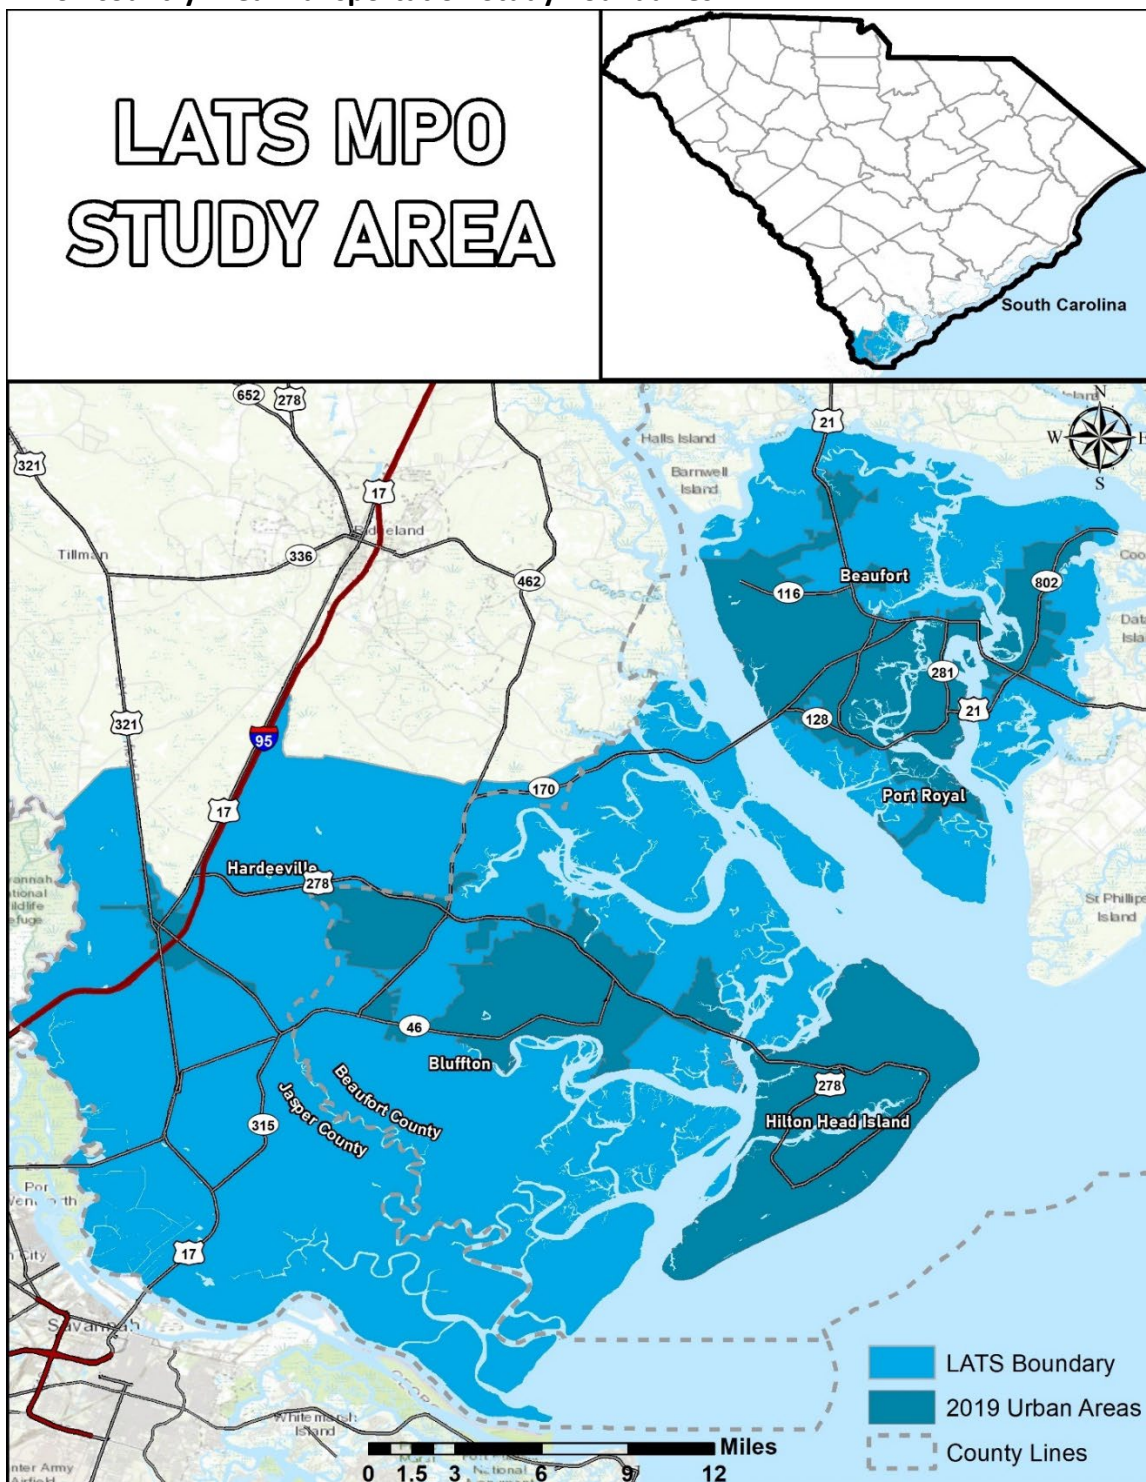 LATS MPO
STUDY AREA
South Carolina
N
W
S
652
278
21
321
Halls Island
Barnwell
Island
17
Tillman
336
462
116
Beaufort
802
281
321
128
21
95
170
Port Royal
17
Hardeeville
278
St Phillips
Island
46
Bluffton
Beaufort County
Jasper County
278
315
Hilton Head Island
17
Savannah
LATS Boundary
2019 Urban Areas
County Lines
Island
Miles
0 1.5 3 6 9 12